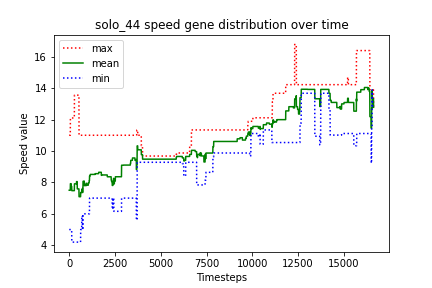 solo_44 speed gene distribution over time
max
mean
min
Speed value
16
14
12
10
8
6
4
0
2500
5000
7500
10000
12500
15000
Timesteps